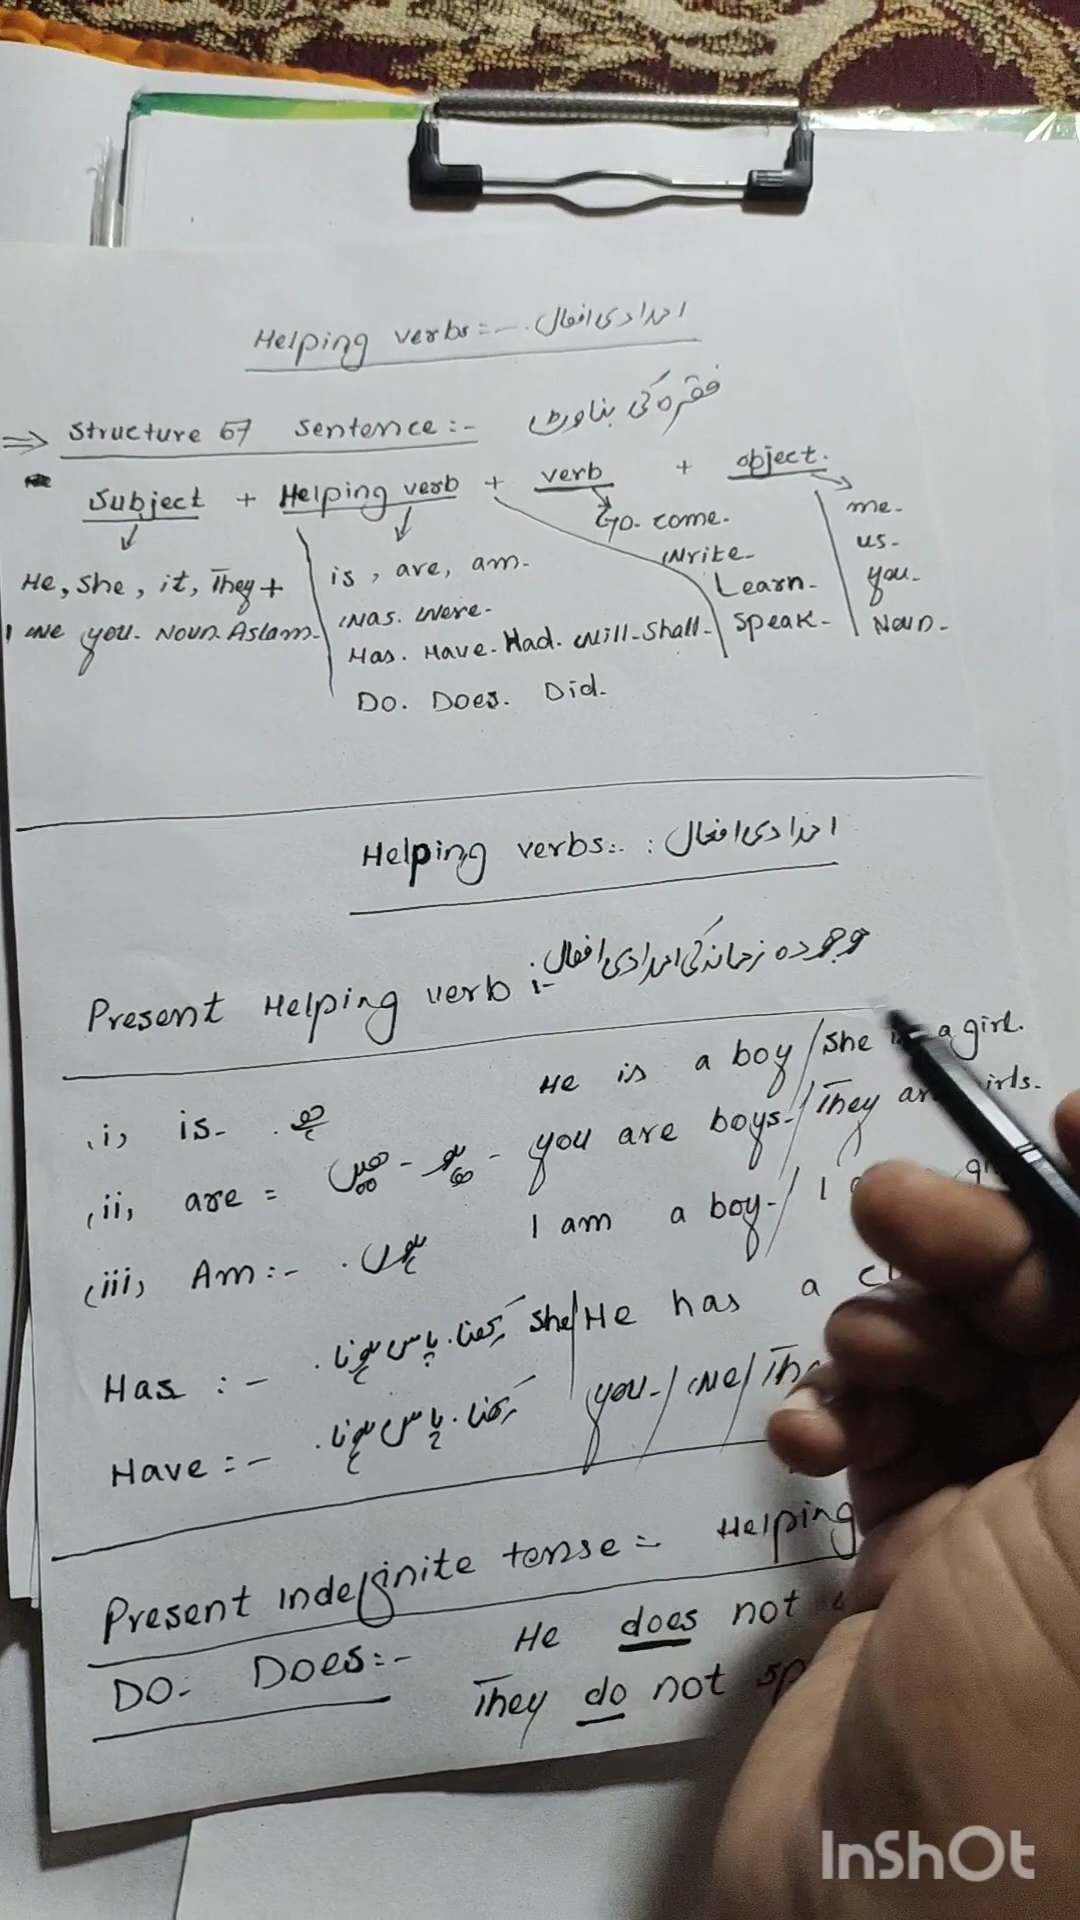 Helping verbs:- امدادی افعال
⇒ Structure of Sentence:- فقرہ کی بناوٹ
Subject + Helping verb + verb + object.
He, She, it, They + is, are, am. Go. come. me.
I we you. Noun. Aslam. Was. Were. Write. us.
Has. Have. Had. Will. Shall. Learn. you.
Do. Does. Did. Speak. Noun.
Helping verbs:. : امدادی افعال
Present Helping verb :- موجودہ زمانہ کی امدادی افعال
(i) is - ہے. He is a boy / She a girl.
(ii) are = ہیں - ہو - you are boys. / They are
(iii) Am :- ہوں. I am a boy. / I
Has :- رکھنا. پاس ہونا. She / He has a
Have :- رکھنا. پاس ہونا. you. / We /
Present indefinite tense = Helping
Do. Does:- He does not
They do not
InShOt